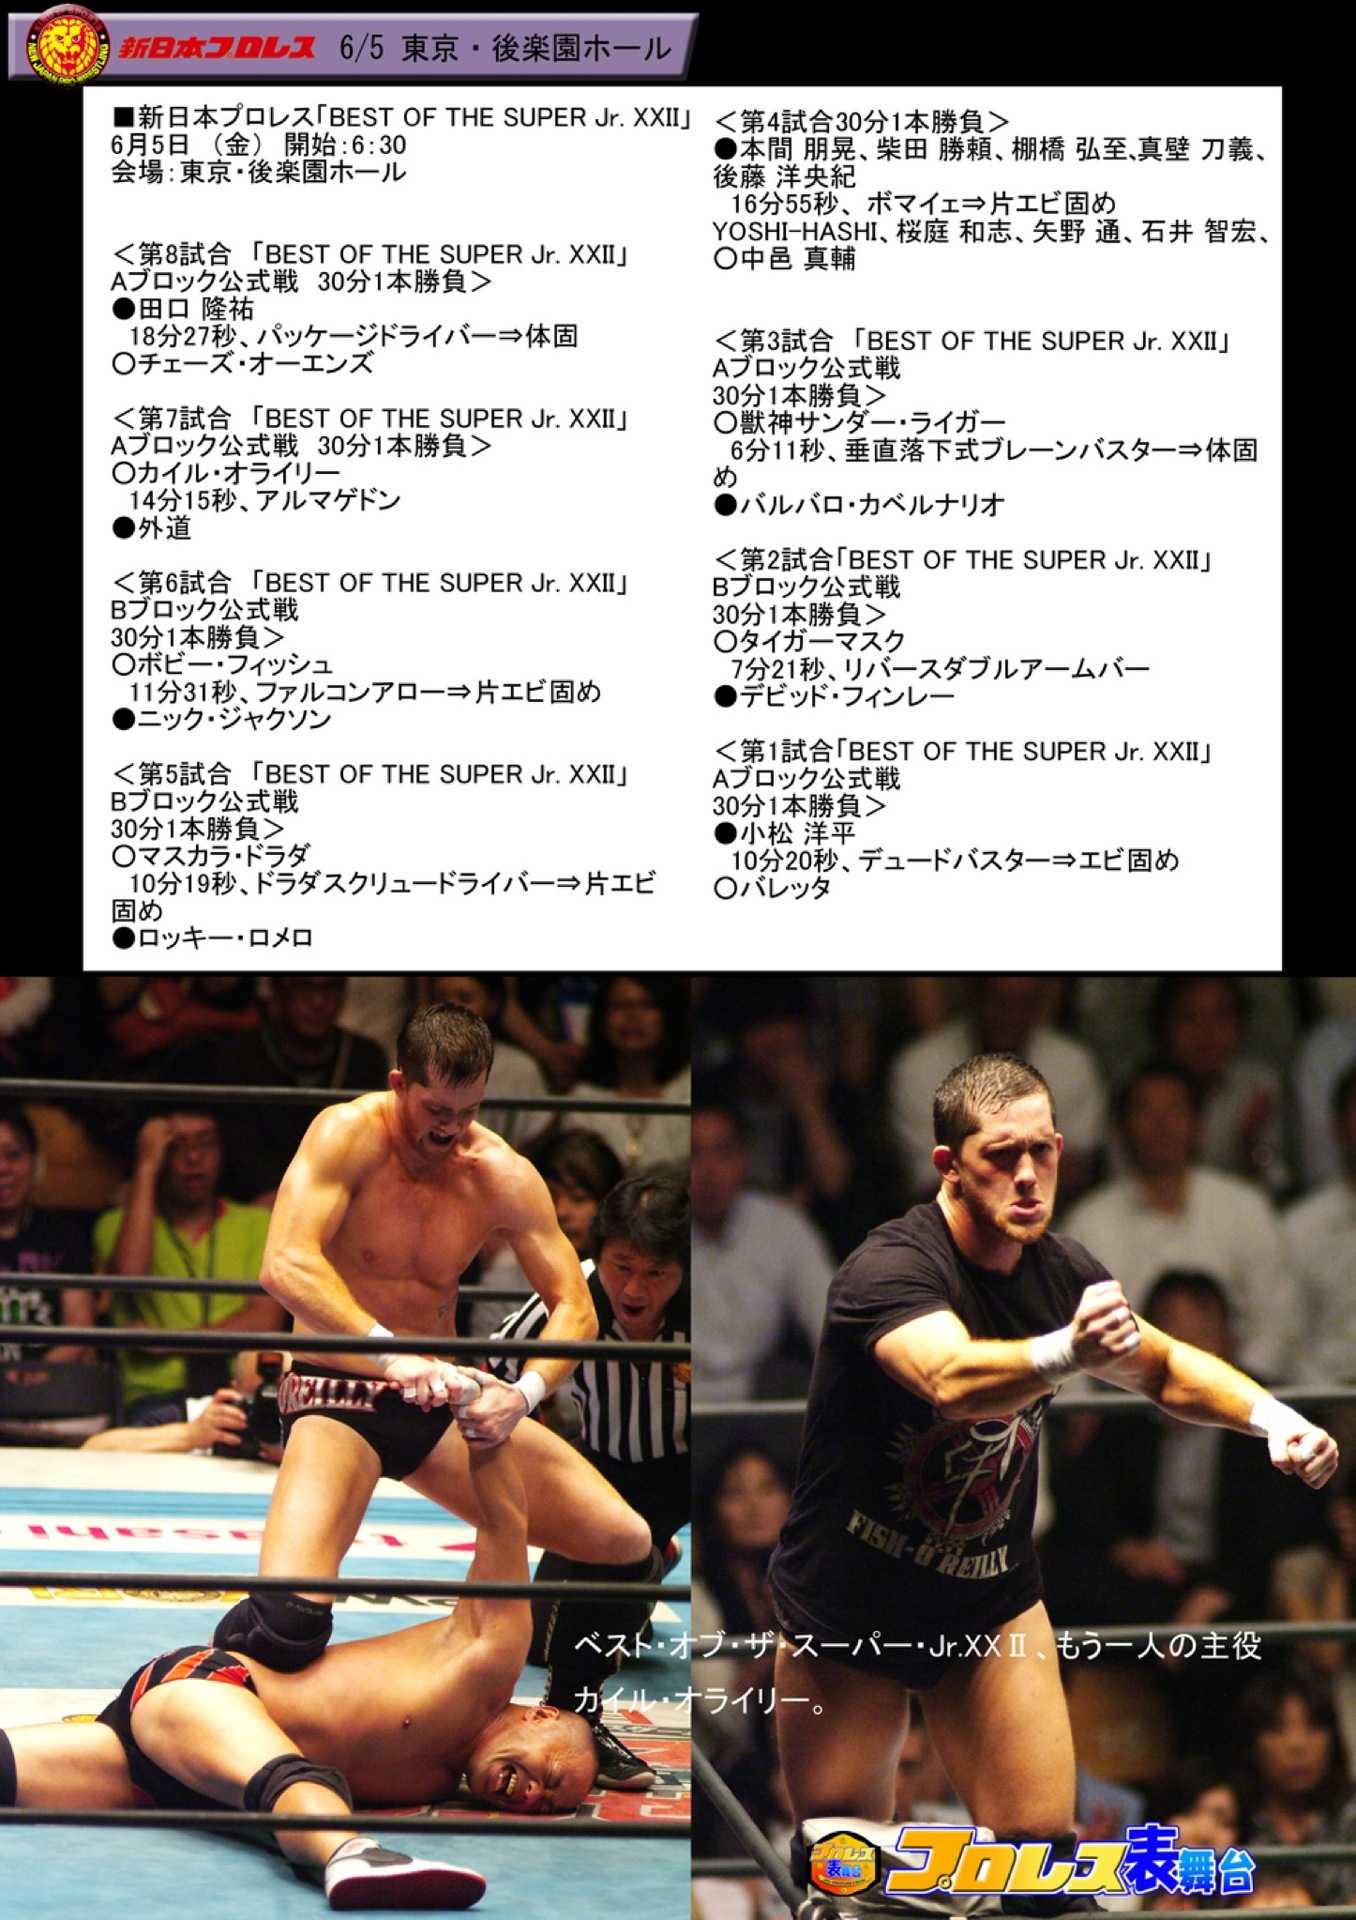 新日本プロレス 6/5 東京・後楽園ホール
■新日本プロレス「BEST OF THE SUPER Jr. XXII」
6月5日 (金) 開始:6:30
会場:東京・後楽園ホール
<第8試合 「BEST OF THE SUPER Jr. XXII」
Aブロック公式戦 30分1本勝負>
●田口 隆祐
18分27秒、パッケージドライバー⇒体固
○チェーズ・オーエンズ
<第7試合 「BEST OF THE SUPER Jr. XXII」
Aブロック公式戦 30分1本勝負>
○カイル・オライリー
14分15秒、アルマゲドン
●外道
<第6試合 「BEST OF THE SUPER Jr. XXII」
Bブロック公式戦
30分1本勝負>
○ボビー・フィッシュ
11分31秒、ファルコンアロー⇒片エビ固め
●ニック・ジャクソン
<第5試合 「BEST OF THE SUPER Jr. XXII」
Bブロック公式戦
30分1本勝負>
○マスカラ・ドラダ
10分19秒、ドラダスクリュードライバー⇒片エビ
固め
●ロッキー・ロメロ
<第4試合30分1本勝負>
●本間 朋晃、柴田 勝頼、棚橋 弘至、真壁 刀義、
後藤 洋央紀
16分55秒、ボマイェ⇒片エビ固め
YOSHI-HASHI、桜庭 和志、矢野 通、石井 智宏、
○中邑 真輔
<第3試合 「BEST OF THE SUPER Jr. XXII」
Aブロック公式戦
30分1本勝負>
○獣神サンダー・ライガー
6分11秒、垂直落下式ブレーンバスター⇒体固
め
●バルバロ・カベルナリオ
<第2試合「BEST OF THE SUPER Jr. XXII」
Bブロック公式戦
30分1本勝負>
○タイガーマスク
7分21秒、リバースダブルアームバー
●デビッド・フィンレー
<第1試合「BEST OF THE SUPER Jr. XXII」
Aブロック公式戦
30分1本勝負>
●小松 洋平
10分20秒、デュードバスター⇒エビ固め
○バレッタ
FISH-O'REILLY
ベスト・オブ・ザ・スーパー・Jr.XXⅡ、もう一人の主役
カイル・オライリー。
プロレス表舞台